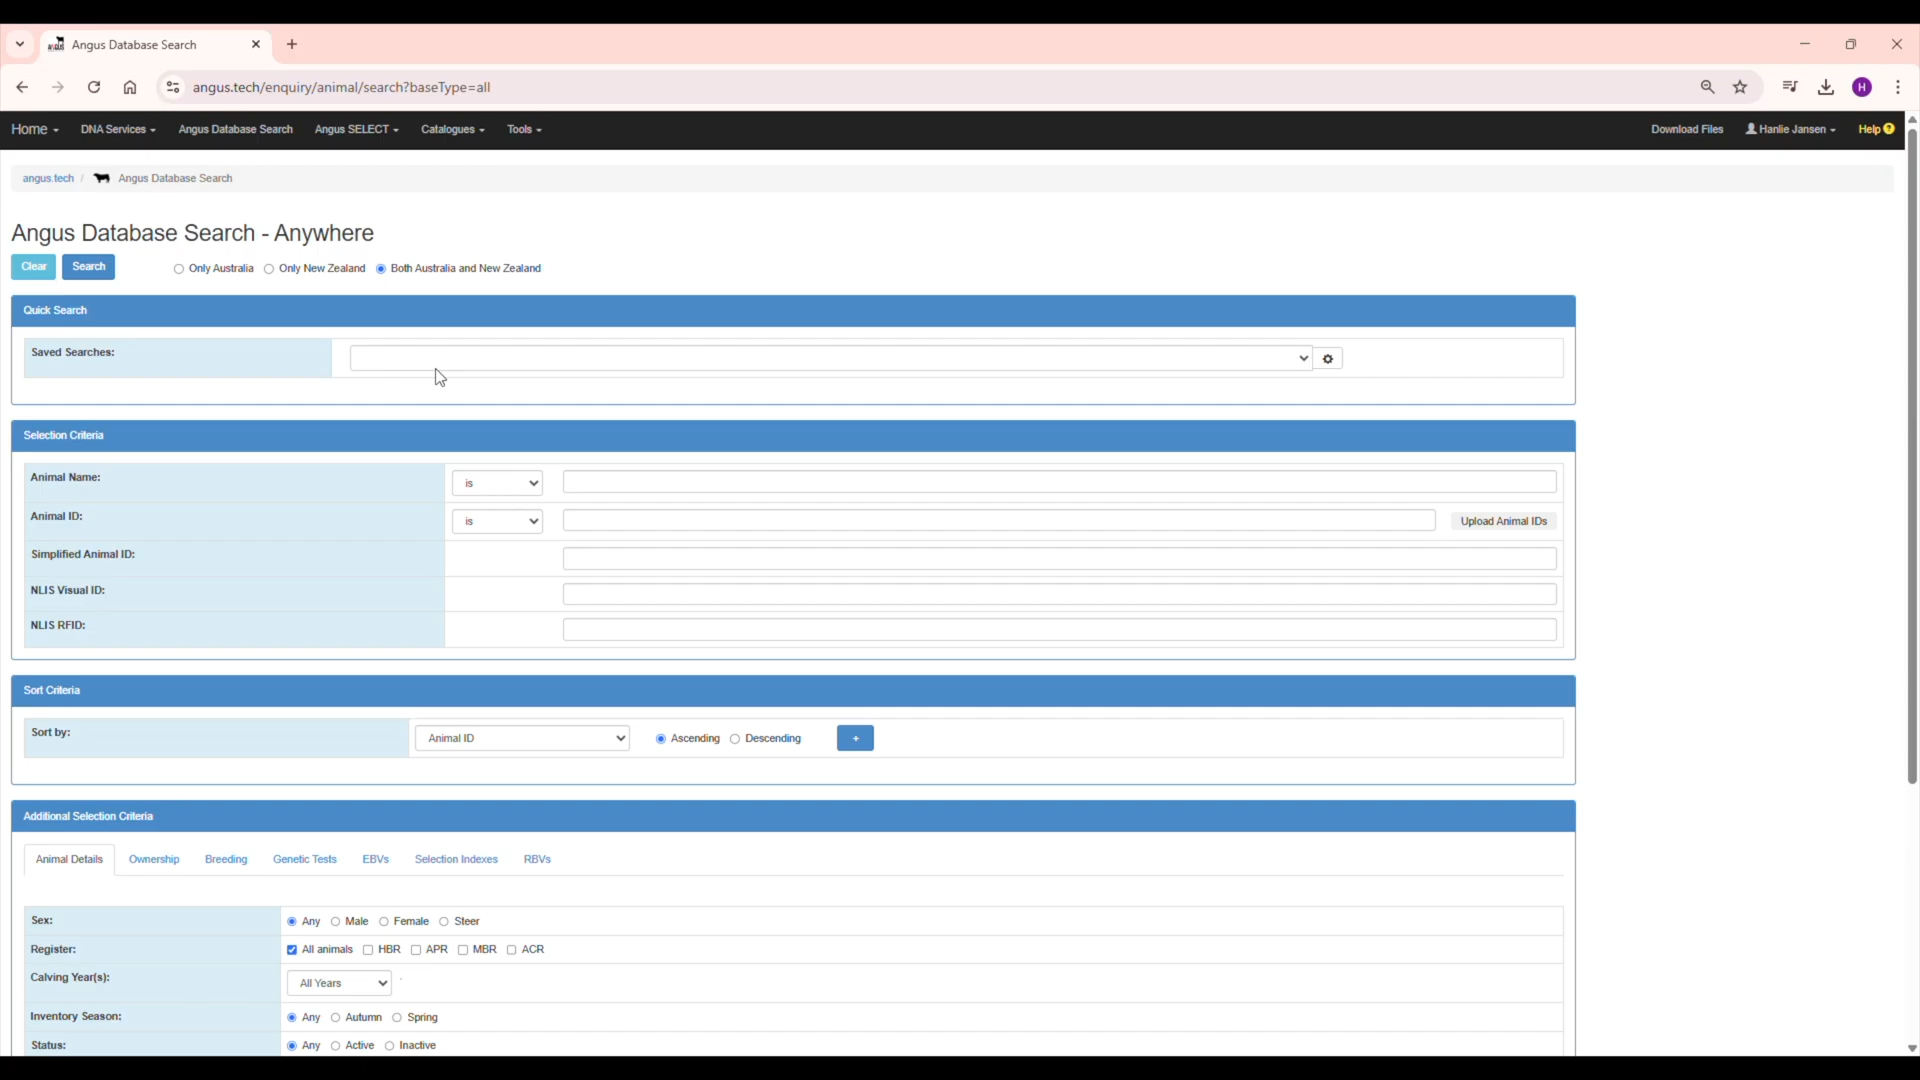 Angus Database Search
angus.tech/enquiry/animal/search?baseType=all
H
Home DNA Services Angus Database Search Angus SELECT Catalogues Tools Download Files Hanlie Jansen Help ?
angus.tech / Angus Database Search
Angus Database Search - Anywhere
Clear Search Only Australia Only New Zealand Both Australia and New Zealand
Quick Search
Saved Searches:
Selection Criteria
Animal Name: is
Animal ID: is Upload Animal IDs
Simplified Animal ID:
NLIS Visual ID:
NLIS RFID:
Sort Criteria
Sort by: Animal ID Ascending Descending +
Additional Selection Criteria
Animal Details Ownership Breeding Genetic Tests EBVs Selection Indexes RBVs
Sex: Any Male Female Steer
Register: All animals HBR APR MBR ACR
Calving Year(s): All Years
Inventory Season: Any Autumn Spring
Status: Any Active Inactive